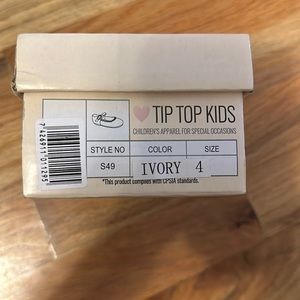 TIP TOP KIDS
CHILDREN'S APPAREL FOR SPECIAL OCCASIONS
STYLE NO COLOR SIZE
S49 IVORY 4
*This product complies with CPSIA standards.